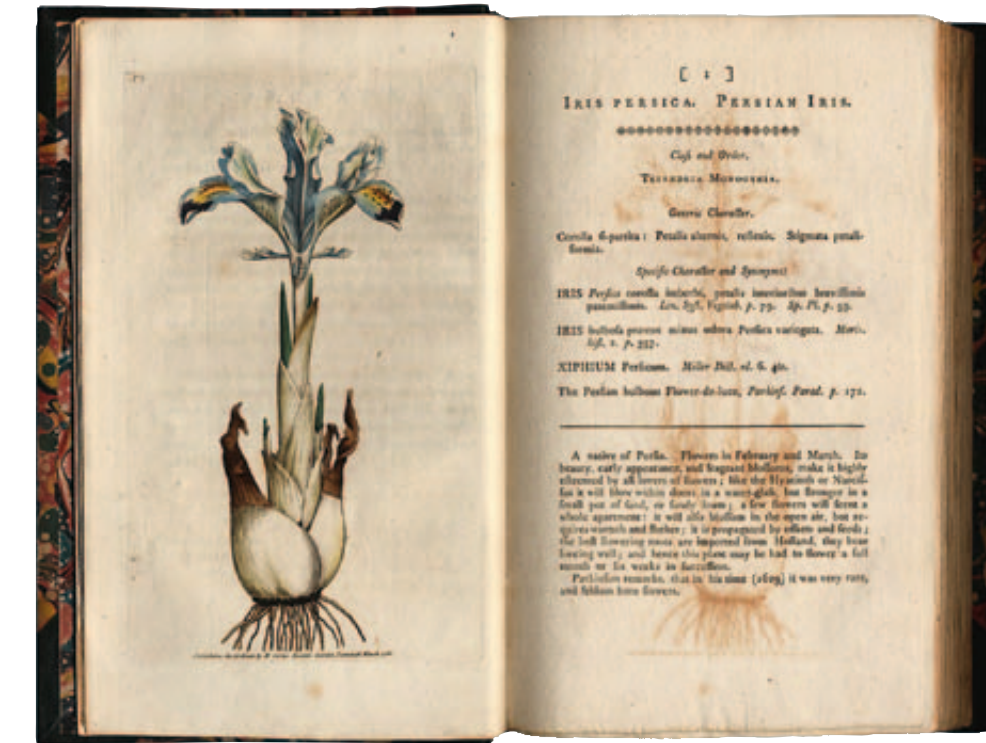 [ 1 ]
IRIS PERSICA. PERSIAN IRIS.
Claſs and Order.
TRIANDRIA MONOGYNIA.
Generic Character.
Corolla 6-partita: Petalis alternis, reflexis. Stigmata petali-
formia.
Specific Character and Synonyms:
IRIS Perſica corolla imberbi, petalis interioribus breviſſimis
patentiſſimis. Lin. Syſt. Vegetab. p. 79. Sp. Pl. p. 59.
IRIS bulboſa præcox minus odora Perſica variegata. Moris.
hiſt. 2. p. 357.
XIPHIUM Perſicum. Miller Dict. ed. 6. 4to.
The Perſian bulbous Flower-de-luce, Parkinſ. Parad. p. 172.
A native of Perſia. Flowers in February and March. Its
beauty, early appearance, and fragrant bloſſoms, make it highly
eſteemed by all lovers of flowers; like the Hyacinth or Narciſ-
ſus it will blow within doors in a water-glaſs, but ſtronger in a
ſmall pot of ſand, or ſandy loam; a few flowers will ſcent a
whole apartment: it will alſo bloſſom in the open air, but re-
quires warmth and ſhelter; it is propagated by offsets and ſeeds;
the beſt flowering roots are imported from Holland, they bear
forcing well; and hence this plant may be had to flower a full
month or ſix weeks in ſucceſſion.
Parkinſon remarks, that in his time (1629) it was very rare,
and ſeldom bore flowers.